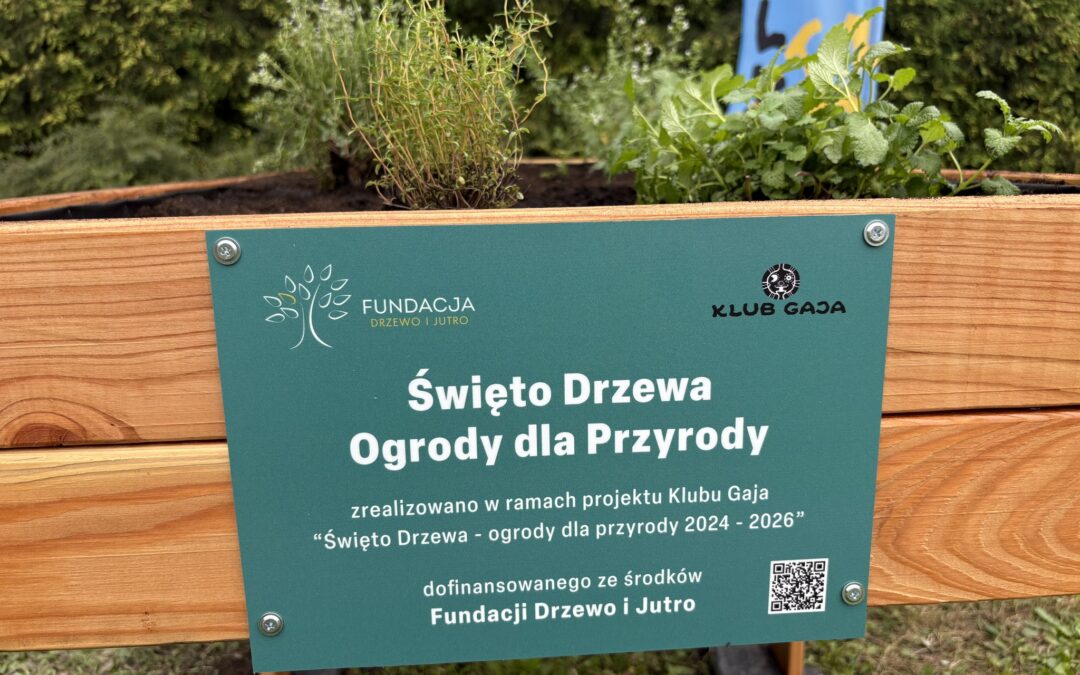 FUNDACJA
DRZEWO I JUTRO
KLUB GAJA
Święto Drzewa
Ogrody dla Przyrody
zrealizowano w ramach projektu Klubu Gaja
“Święto Drzewa - ogrody dla przyrody 2024 - 2026”
dofinansowanego ze środków
Fundacji Drzewo i Jutro